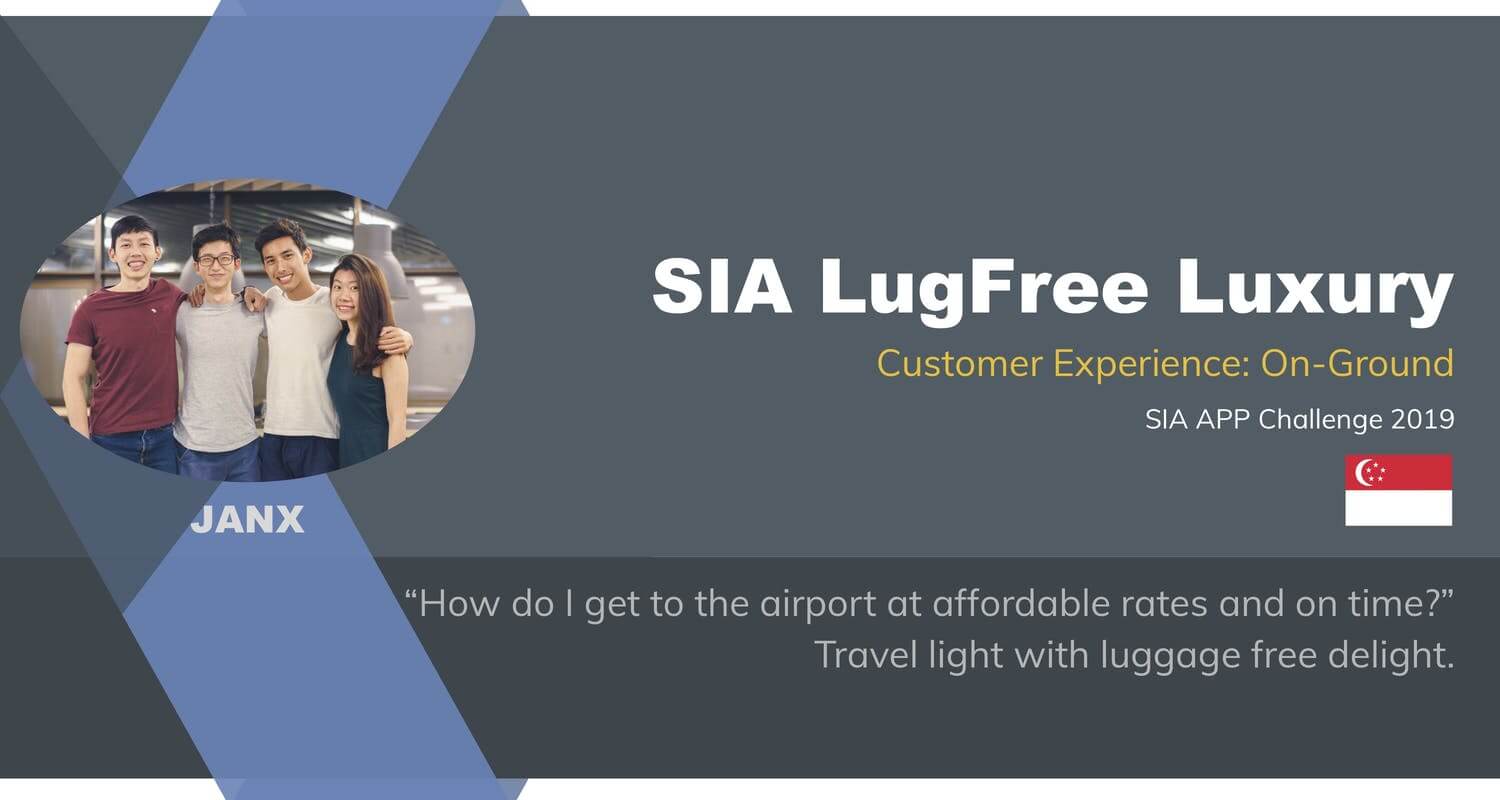 SIA LugFree Luxury
Customer Experience: On-Ground
SIA APP Challenge 2019
JANX
“How do I get to the airport at affordable rates and on time?”
Travel light with luggage free delight.